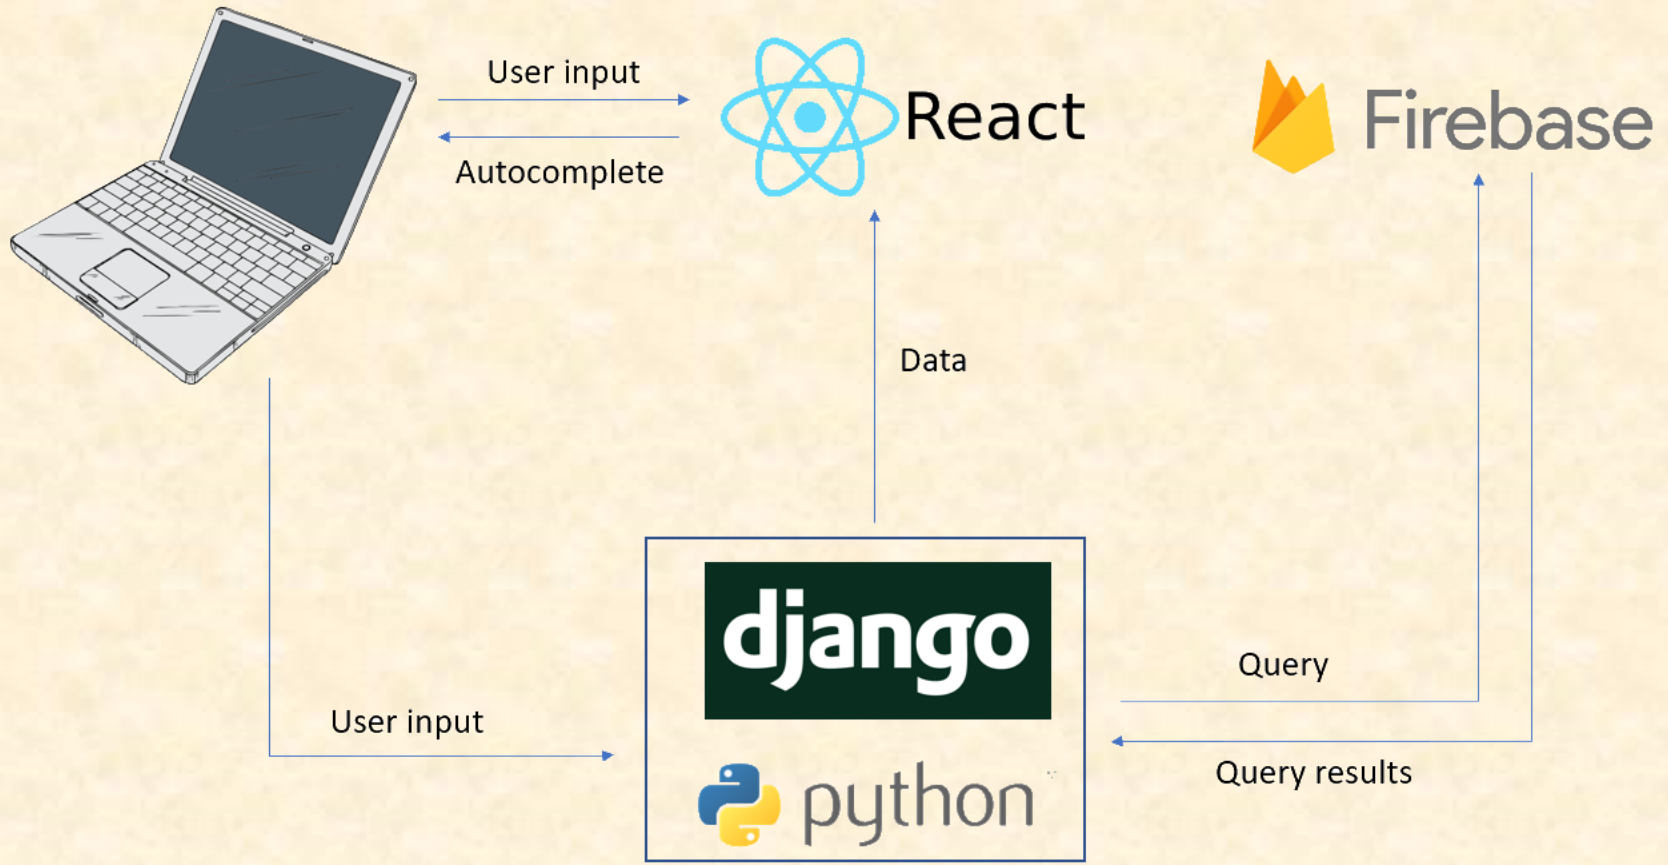 User input
Autocomplete
React
Firebase
Data
django
python
User input
Query
Query results